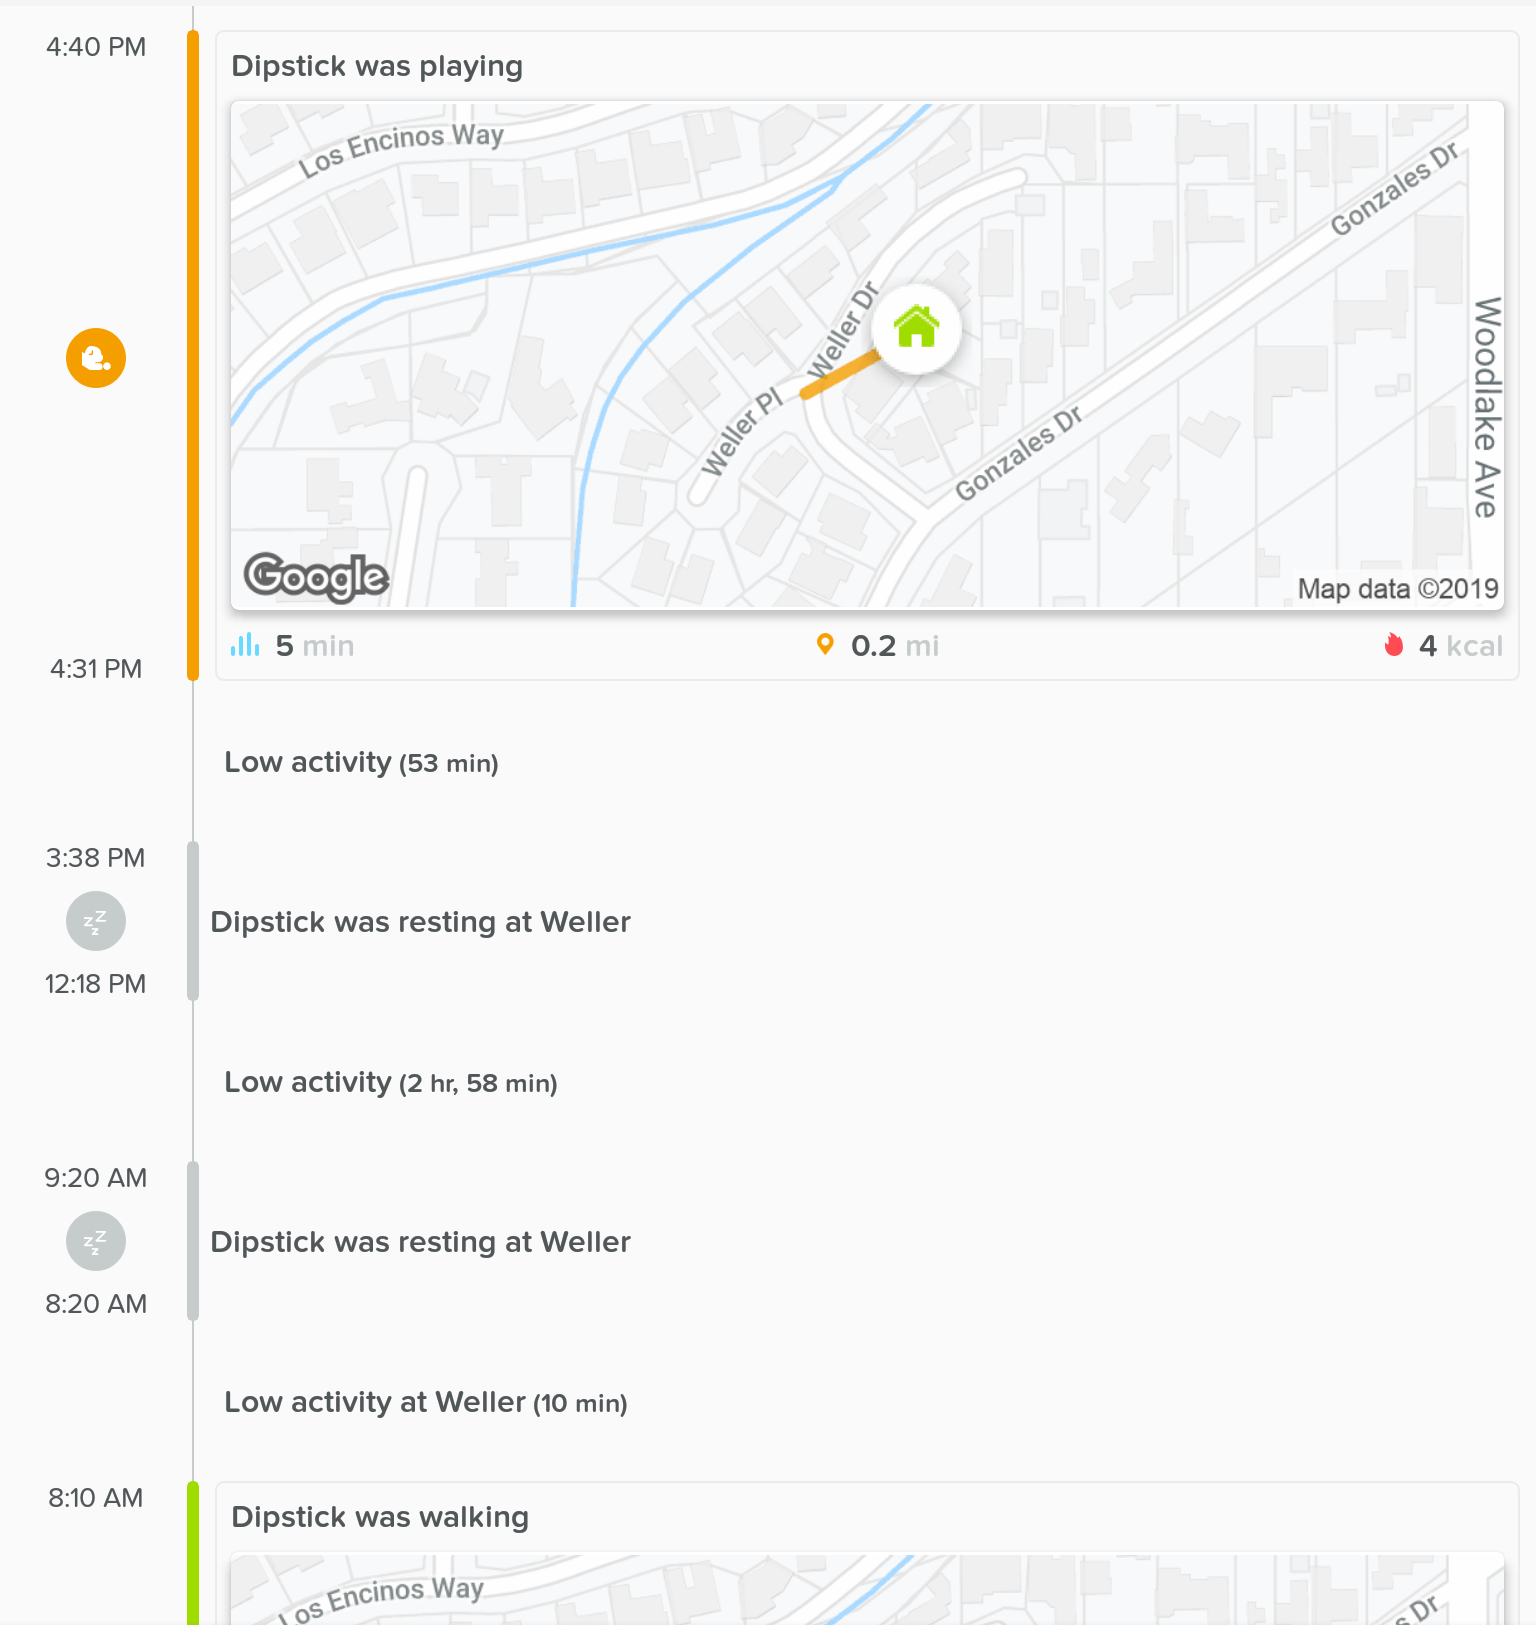 4:40 PM
Dipstick was playing
Los Encinos Way
Gonzales Dr
Weller Dr
Woodlake Ave
Weller Pl
Gonzales Dr
Google
Map data ©2019
5 min
0.2 mi
4 kcal
4:31 PM
Low activity (53 min)
3:38 PM
zzz
Dipstick was resting at Weller
12:18 PM
Low activity (2 hr, 58 min)
9:20 AM
zzz
Dipstick was resting at Weller
8:20 AM
Low activity at Weller (10 min)
8:10 AM
Dipstick was walking
Los Encinos Way
s Dr